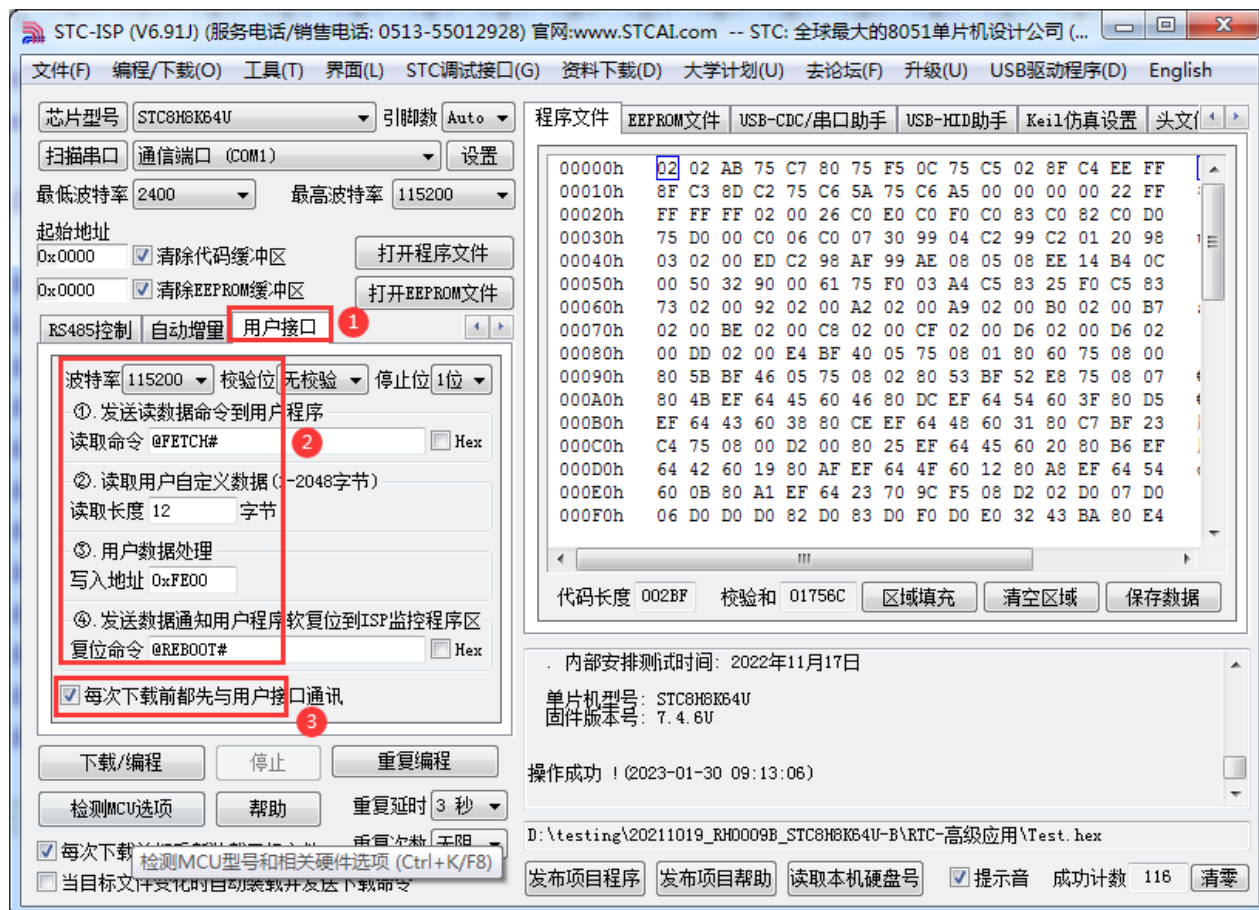 STC-ISP (V6.91J) (服务电话/销售电话: 0513-55012928) 官网:www.STCAI.com -- STC: 全球最大的8051单片机设计公司 (...
文件(F) 编程/下载(O) 工具(T) 界面(L) STC调试接口(G) 资料下载(D) 大学计划(U) 去论坛(F) 升级(U) USB驱动程序(D) English
芯片型号 STC8H8K64U 引脚数 Auto
扫描串口 通信端口 (COM1) 设置
最低波特率 2400 最高波特率 115200
起始地址
0x0000 清除代码缓冲区 打开程序文件
0x0000 清除EEPROM缓冲区 打开EEPROM文件
RS485控制 自动增量 用户接口 1
波特率 115200 校验位 无校验 停止位 1位
①.发送读数据命令到用户程序
读取命令 @FETCH# 2 Hex
②.读取用户自定义数据(1-2048字节)
读取长度 12 字节
③.用户数据处理
写入地址 0xFE00
④.发送数据通知用户程序软复位到ISP监控程序区
复位命令 @REBOOT# Hex
每次下载前都先与用户接口通讯
3
下载/编程 停止 重复编程
检测MCU选项 帮助 重复延时 3 秒
每次下载 重复次数 无限
检测MCU型号和相关硬件选项 (Ctrl+K/F8)
当目标文件变化时自动装载并发送下载命令
程序文件 EEPROM文件 USB-CDC/串口助手 USB-HID助手 Keil仿真设置 头文
00000h 02 02 AB 75 C7 80 75 F5 0C 75 C5 02 8F C4 EE FF
00010h 8F C3 8D C2 75 C6 5A 75 C6 A5 00 00 00 00 22 FF
00020h FF FF FF 02 00 26 C0 E0 C0 F0 C0 83 C0 82 C0 D0
00030h 75 D0 00 C0 06 C0 07 30 99 04 C2 99 C2 01 20 98
00040h 03 02 00 ED C2 98 AF 99 AE 08 05 08 EE 14 B4 0C
00050h 00 50 32 90 00 61 75 F0 03 A4 C5 83 25 F0 C5 83
00060h 73 02 00 92 02 00 A2 02 00 A9 02 00 B0 02 00 B7
00070h 02 00 BE 02 00 C8 02 00 CF 02 00 D6 02 00 D6 02
00080h 00 DD 02 00 E4 BF 40 05 75 08 01 80 60 75 08 00
00090h 80 5B BF 46 05 75 08 02 80 53 BF 52 E8 75 08 07
000A0h 80 4B EF 64 45 60 46 80 DC EF 64 54 60 3F 80 D5
000B0h EF 64 43 60 38 80 CE EF 64 48 60 31 80 C7 BF 23
000C0h C4 75 08 00 D2 00 80 25 EF 64 45 60 20 80 B6 EF
000D0h 64 42 60 19 80 AF EF 64 4F 60 12 80 A8 EF 64 54
000E0h 60 0B 80 A1 EF 64 23 70 9C F5 08 D2 02 D0 07 D0
000F0h 06 D0 D0 D0 82 D0 83 D0 F0 D0 E0 32 43 BA 80 E4
代码长度 002BF 校验和 01756C 区域填充 清空区域 保存数据
. 内部安排测试时间: 2022年11月17日
单片机型号: STC8H8K64U
固件版本号: 7.4.6U
操作成功 !(2023-01-30 09:13:06)
D:\testing\20211019_RH0009B_STC8H8K64U-B\RTC-高级应用\Test.hex
发布项目程序 发布项目帮助 读取本机硬盘号 提示音 成功计数 116 清零